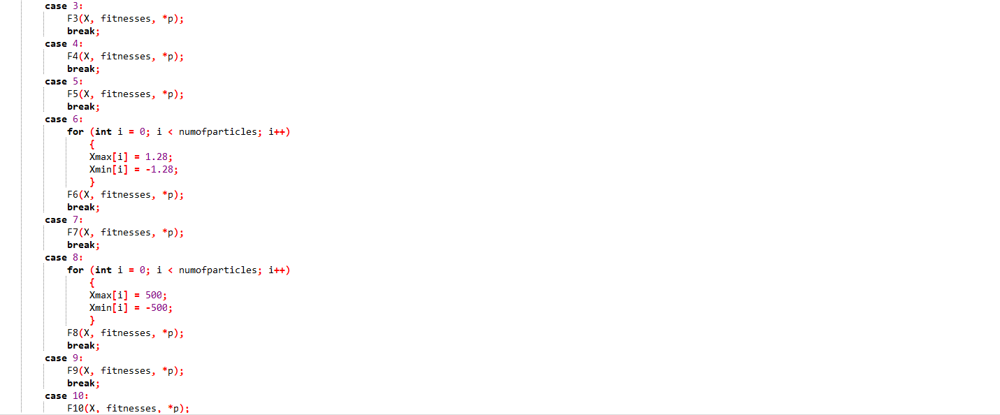 case 3:
F3(X, fitnesses, *p);
break;
case 4:
F4(X, fitnesses, *p);
break;
case 5:
F5(X, fitnesses, *p);
break;
case 6:
for (int i = 0; i < numofparticles; i++)
{
Xmax[i] = 1.28;
Xmin[i] = -1.28;
}
F6(X, fitnesses, *p);
break;
case 7:
F7(X, fitnesses, *p);
break;
case 8:
for (int i = 0; i < numofparticles; i++)
{
Xmax[i] = 500;
Xmin[i] = -500;
}
F8(X, fitnesses, *p);
break;
case 9:
F9(X, fitnesses, *p);
break;
case 10:
F10(X, fitnesses, *p);